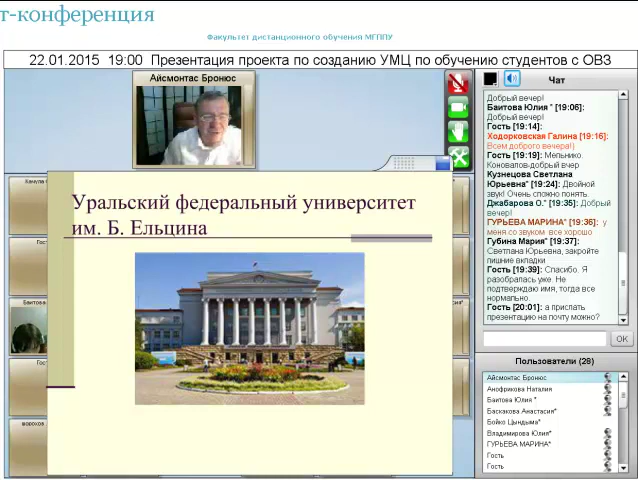 т-конференция
Факультет дистанционного обучения МГППУ
22.01.2015 19:00 Презентация проекта по созданию УМЦ по обучению студентов с ОВЗ
Айсмонтас Бронюс
Уральский федеральный университет
им. Б. Ельцина
Гост
Баитова
Гост
Чат
Добрый вечер!
Баитова Юлия * [19:06]:
Добрый вечер!
Гость [19:14]:
Ходорковская Галина [19:16]:
Всем доброго вечера!)
Гость [19:19]: Мельнико.
Коновалов-добрый вчер
Кузнецова Светлана
Юрьевна* [19:24]: Двойной
звук! Очень сложно понять.
Джабарова О.* [19:35]: Добрый
вечер!
ГУРЬЕВА МАРИНА* [19:36]: у
меня со звуком все хорошо
Губина Мария* [19:37]:
Светлана Юрьевна, закройте
лишние вкладки
Гость [19:39]: Спасибо. Я
разобралась уже. Не
подтверждаю имя, тогда все
нормально.
Гость [20:01]: а прислать
презентацию на почту можно?
OK
Пользователи (28)
Айсмонтас Бронюс
Анофрикова Наталия
Баитова Юлия *
Баскакова Анастасия*
Бойко Цындыма*
Владимирова Юлия*
ГУРЬЕВА МАРИНА*
Гость
Гость